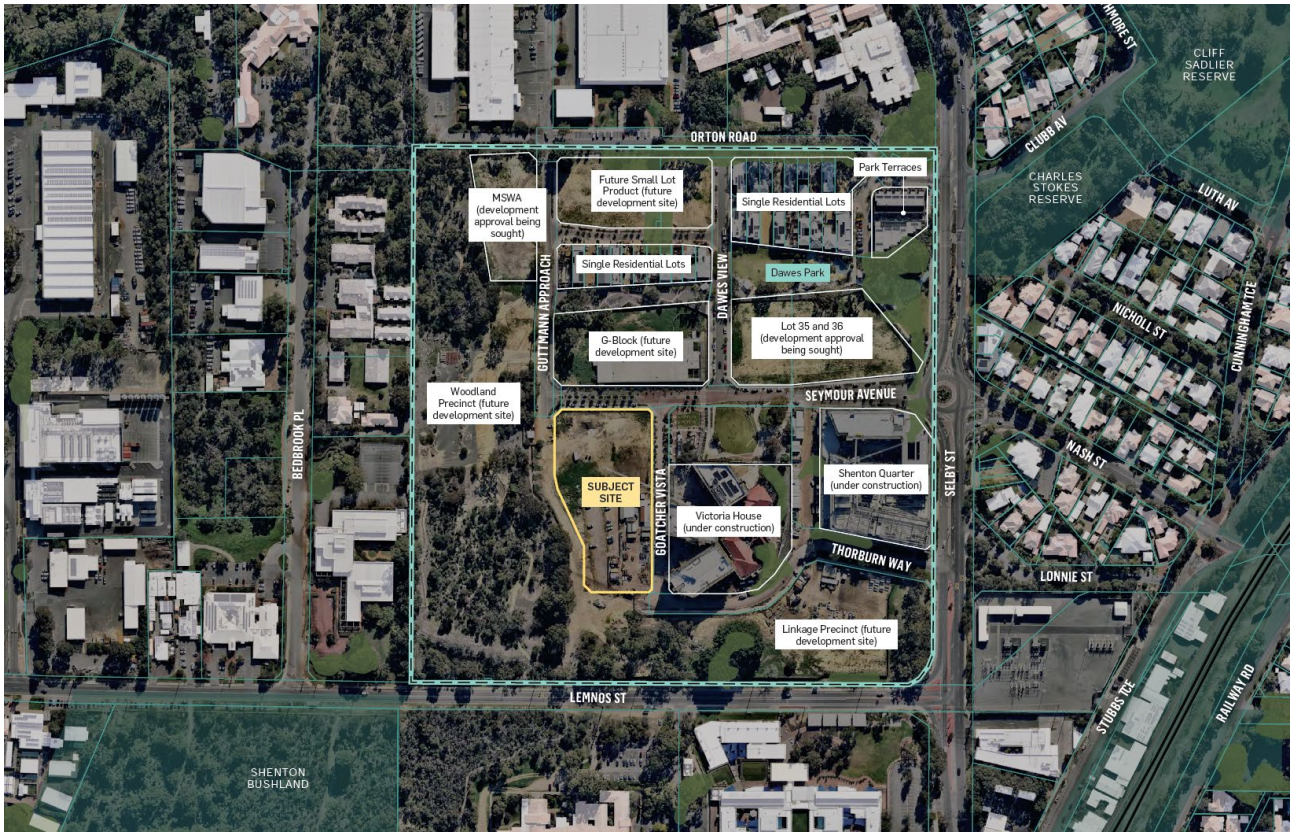 RHMORE ST
CLIFF
SADLIER
RESERVE
CLUBB AV
ORTON ROAD
CHARLES
STOKES
RESERVE
LUTH AV
MSWA
(development
approval being
sought)
Future Small Lot
Product (future
development site)
Single Residential Lots
Park Terraces
GUTTMANN APPROACH
Single Residential Lots
DAWES VIEW
Dawes Park
NICHOLL ST
CUNNINGHAM TCE
G-Block (future
development site)
Lot 35 and 36
(development approval
being sought)
SEYMOUR AVENUE
Woodland
Precinct (future
development site)
BEDBROOK PL
SUBJECT
SITE
GOATCHER VISTA
Victoria House
(under construction)
Shenton Quarter
(under construction)
SELBY ST
NASH ST
THORBURN WAY
LONNIE ST
Linkage Precinct (future
development site)
LEMNOS ST
STUBBS TCE
RAILWAY RD
SHENTON
BUSHLAND